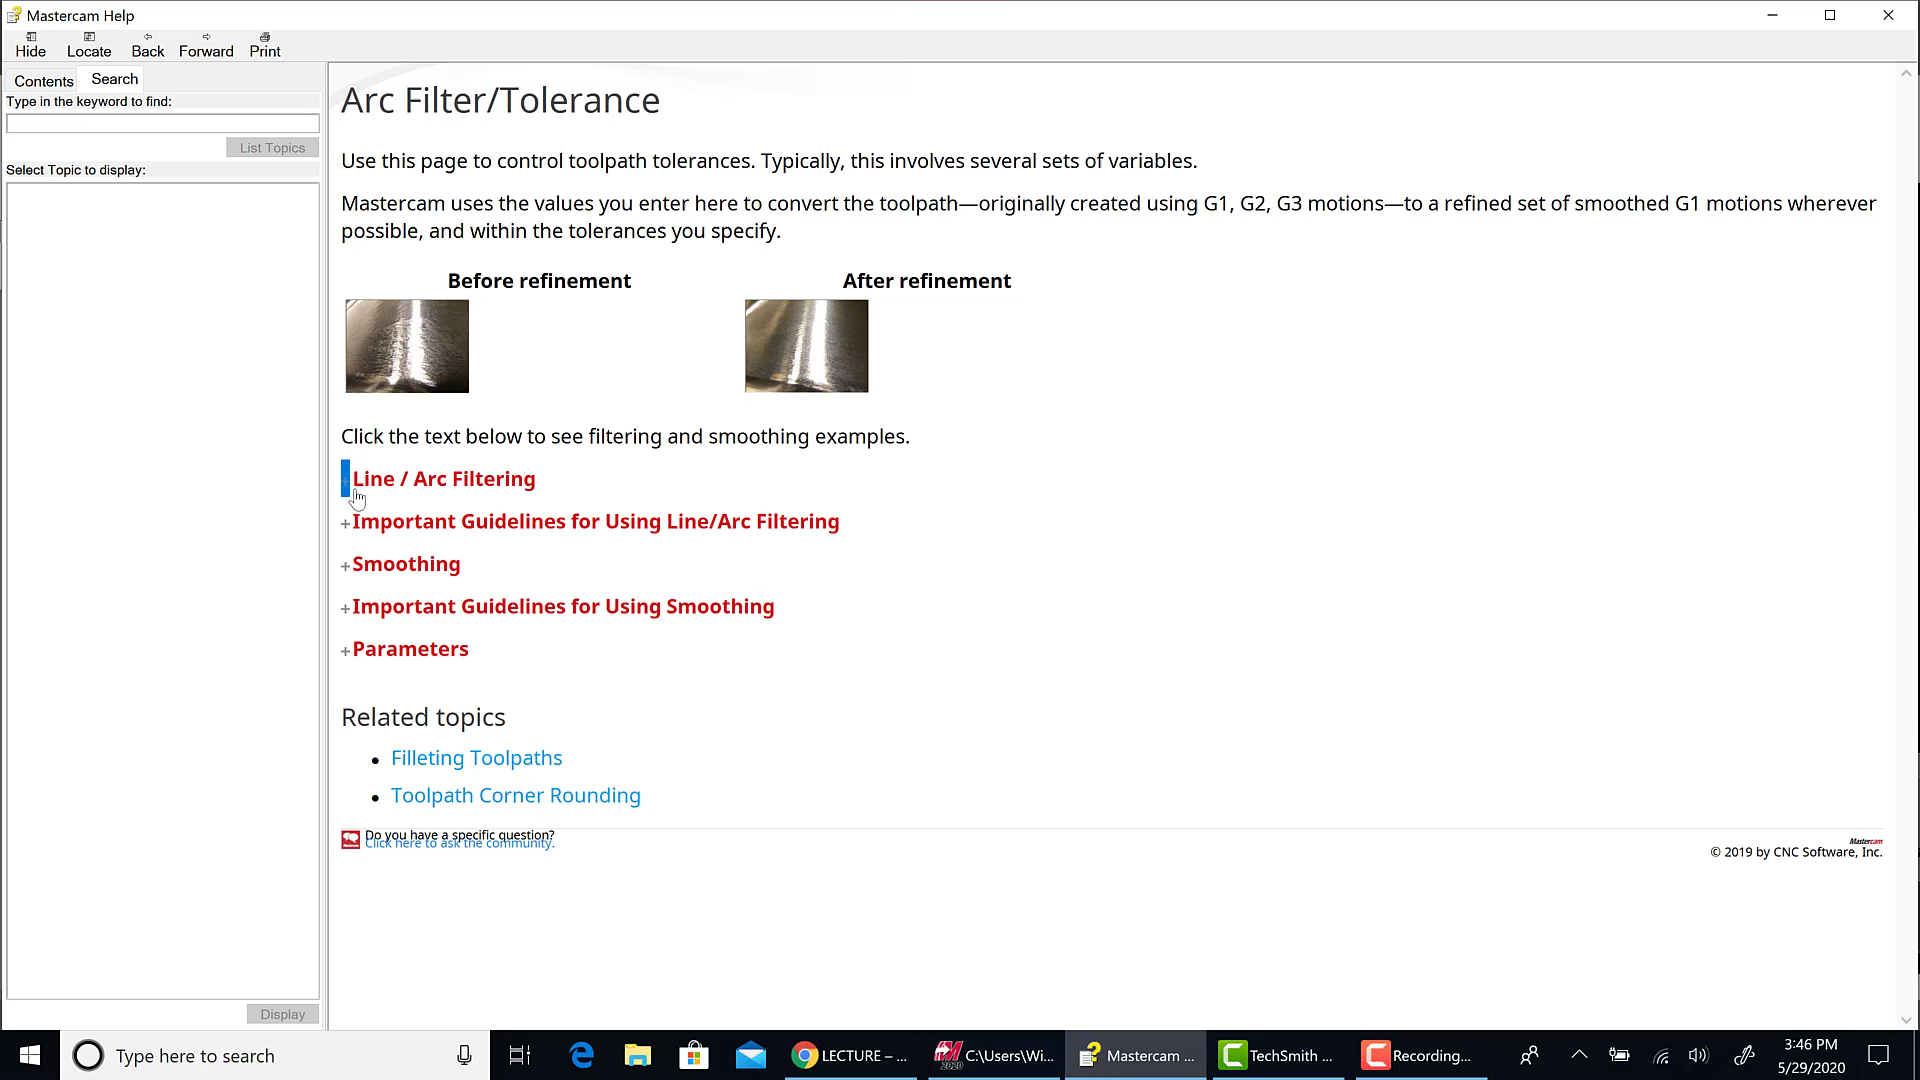 Mastercam Help
Hide Locate Back Forward Print
Contents Search
Type in the keyword to find:
List Topics
Select Topic to display:
Display
Arc Filter/Tolerance
Use this page to control toolpath tolerances. Typically, this involves several sets of variables.
Mastercam uses the values you enter here to convert the toolpath—originally created using G1, G2, G3 motions—to a refined set of smoothed G1 motions wherever
possible, and within the tolerances you specify.
Before refinement After refinement
Click the text below to see filtering and smoothing examples.
+Line / Arc Filtering
+Important Guidelines for Using Line/Arc Filtering
+Smoothing
+Important Guidelines for Using Smoothing
+Parameters
Related topics
• Filleting Toolpaths
• Toolpath Corner Rounding
Do you have a specific question?
Click here to ask the community.
Mastercam
© 2019 by CNC Software, Inc.
Type here to search
LECTURE – ...
2020
C:\Users\Wi...
Mastercam ...
TechSmith ...
Recording...
3:46 PM
5/29/2020